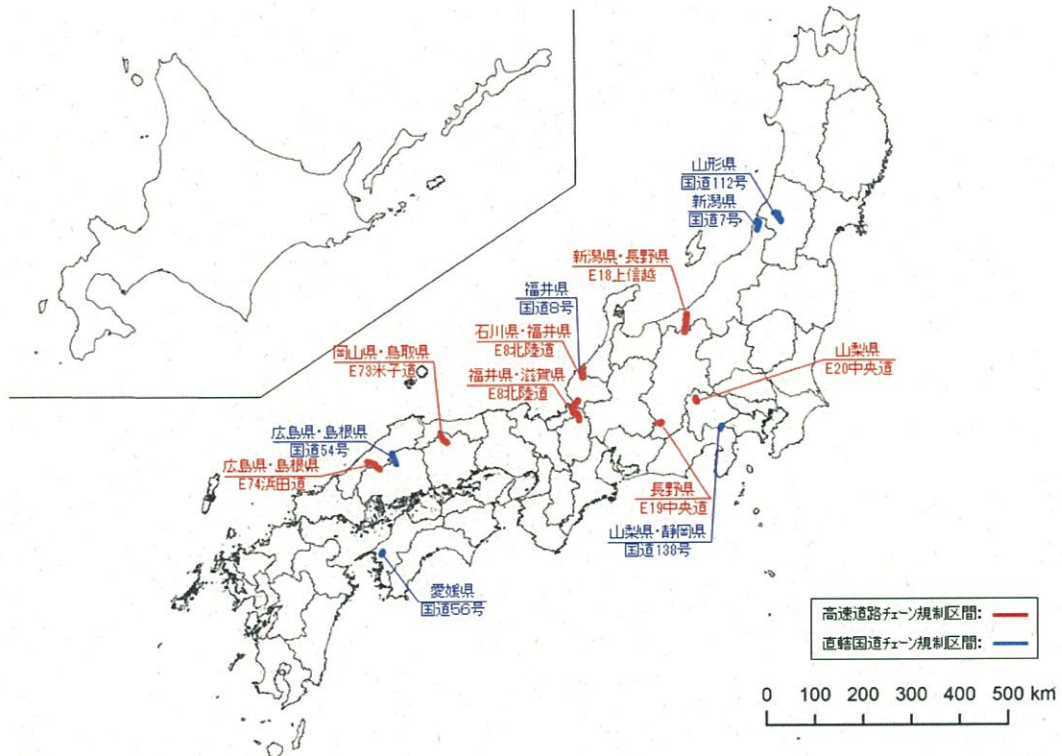 山形県
国道112号
新潟県
国道7号
新潟県・長野県
E18上信越
福井県
国道8号
石川県・福井県
E8北陸道
岡山県・鳥取県
E73米子道
福井県・滋賀県
E8北陸道
山梨県
E20中央道
広島県・島根県
国道54号
広島県・島根県
E74浜田道
長野県
E19中央道
山梨県・静岡県
国道138号
愛媛県
国道56号
高速道路チェーン規制区間:
直轄国道チェーン規制区間:
0 100 200 300 400 500 km